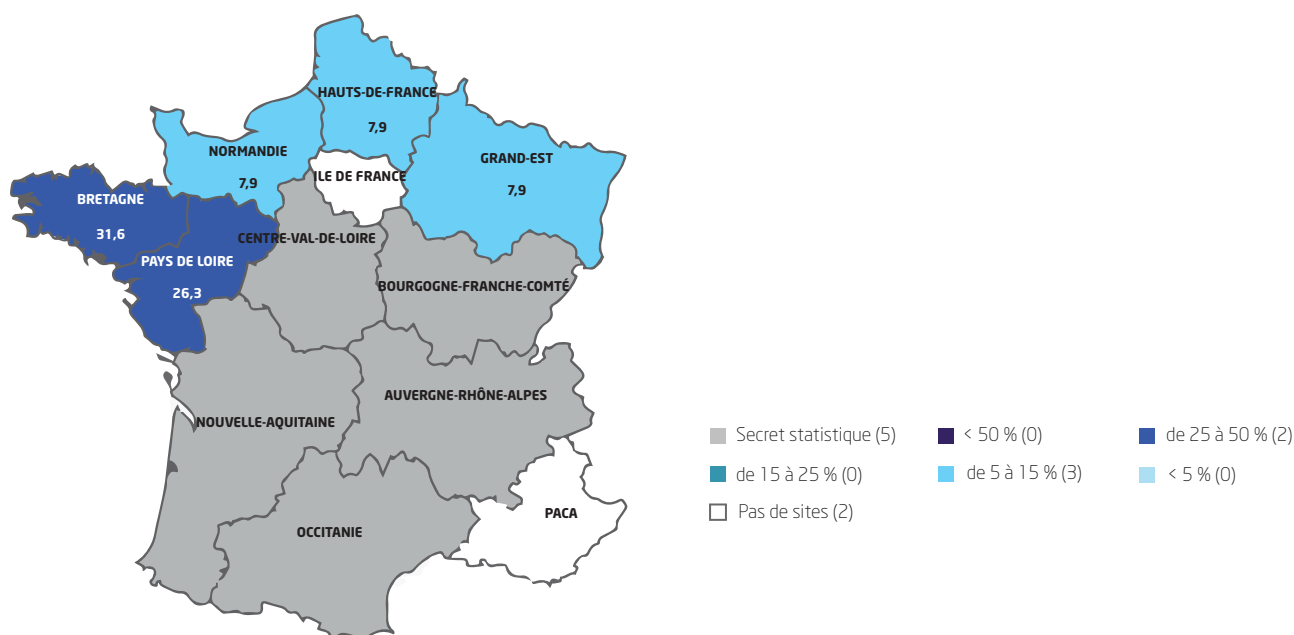 HAUTS-DE-FRANCE
7,9
NORMANDIE
7,9
GRAND-EST
7,9
ILE DE FRANCE
BRETAGNE
31,6
CENTRE-VAL-DE-LOIRE
PAYS DE LOIRE
26,3
BOURGOGNE-FRANCHE-COMTÉ
AUVERGNE-RHÔNE-ALPES
NOUVELLE-AQUITAINE
OCCITANIE
PACA
Secret statistique (5)
< 50 % (0)
de 25 à 50 % (2)
de 15 à 25 % (0)
de 5 à 15 % (3)
< 5 % (0)
Pas de sites (2)